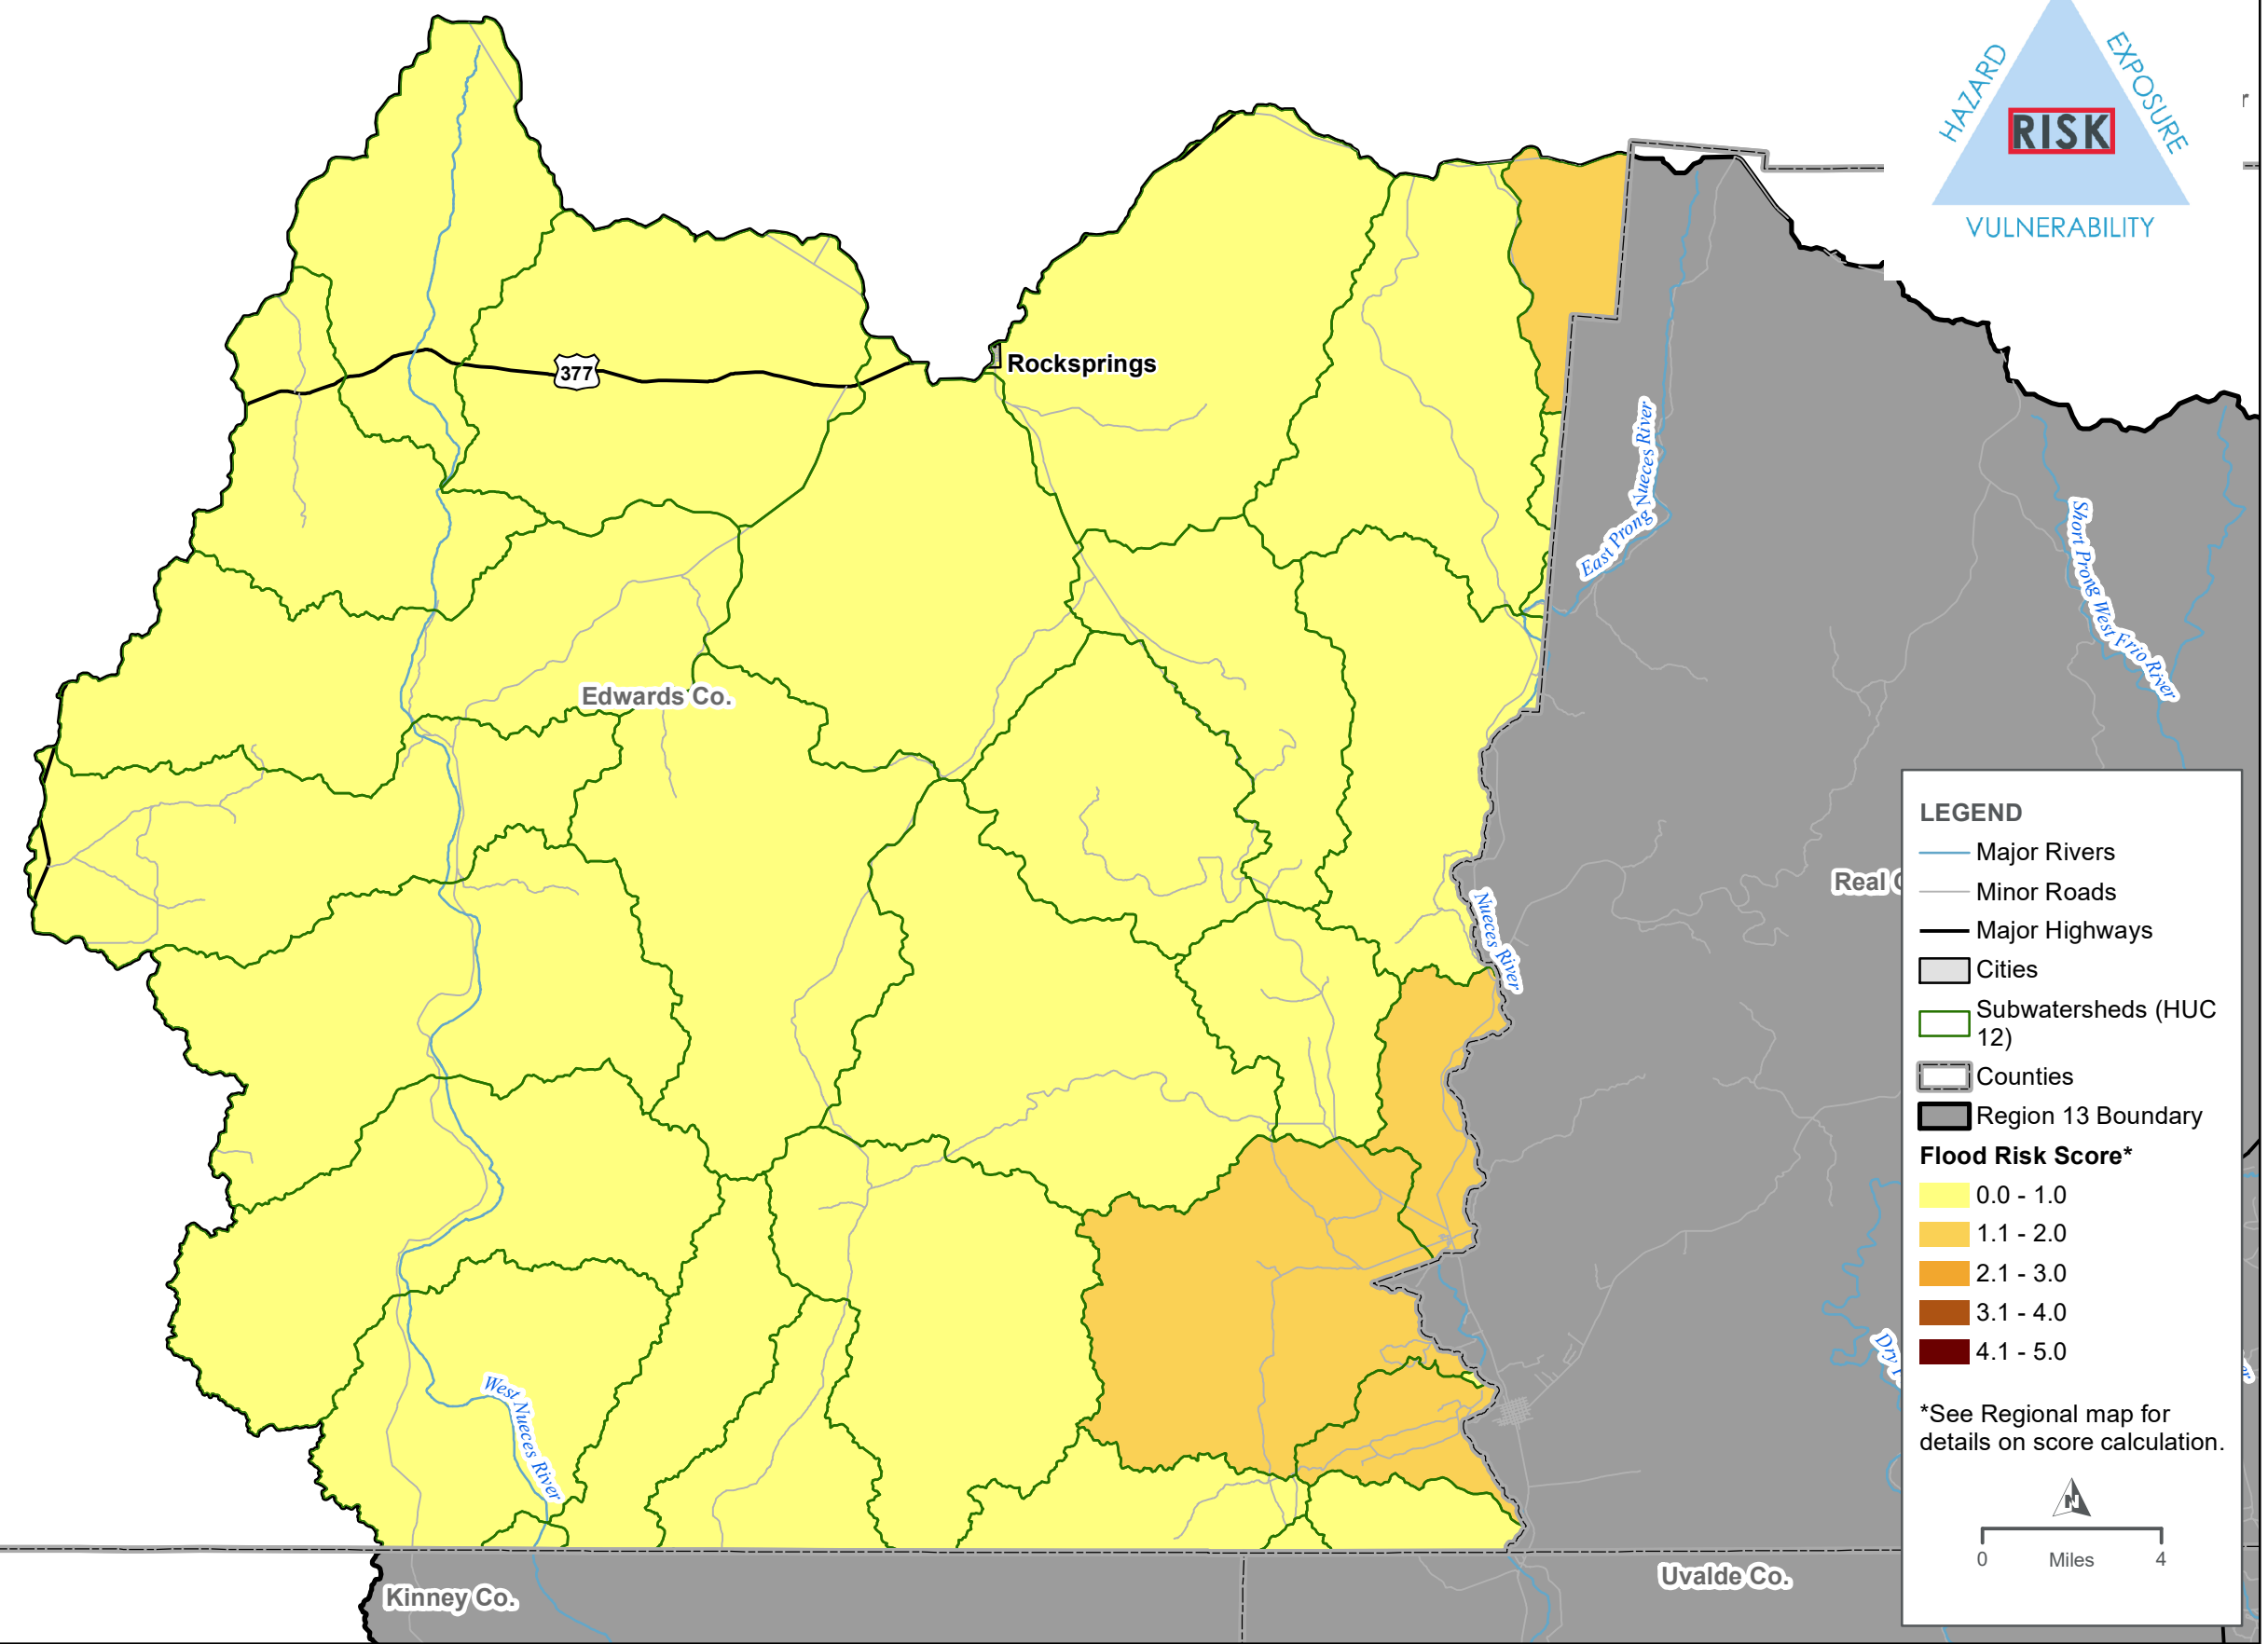 HAZARD
EXPOSURE
RISK
VULNERABILITY
377
Rocksprings
East Prong Nueces River
Short Prong West Frio River
Edwards Co.
Real
Nueces River
West Nueces River
Dry
Kinney Co.
Uvalde Co.
LEGEND
Major Rivers
Minor Roads
Major Highways
Cities
Subwatersheds (HUC
12)
Counties
Region 13 Boundary
Flood Risk Score*
0.0 - 1.0
1.1 - 2.0
2.1 - 3.0
3.1 - 4.0
4.1 - 5.0
*See Regional map for
details on score calculation.
N
0 Miles 4